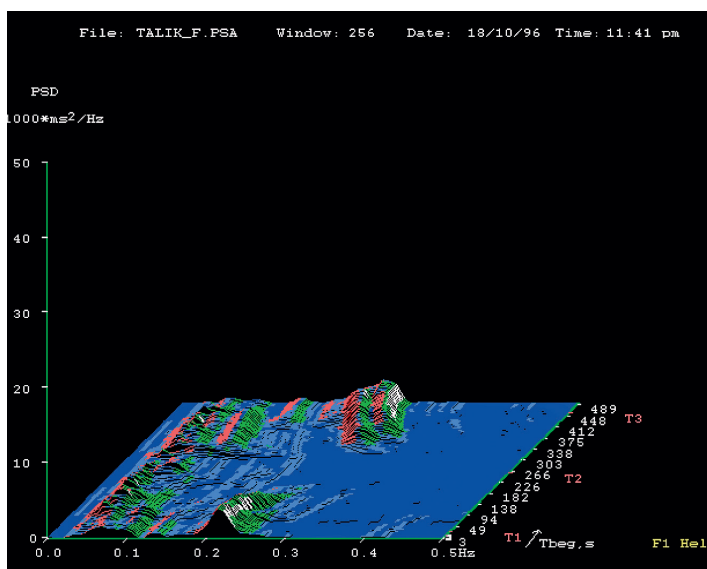 File: TALIK_F.PSA Window: 256 Date: 18/10/96 Time: 11:41 pm
PSD
1000*ms²/Hz
50
40
30
20
10
0
489
448
412
375
338
303
266
226
182
138
94
49
3
T3
T2
T1
Tbeg,s
0.0 0.1 0.2 0.3 0.4 0.5Hz
F1 Hel